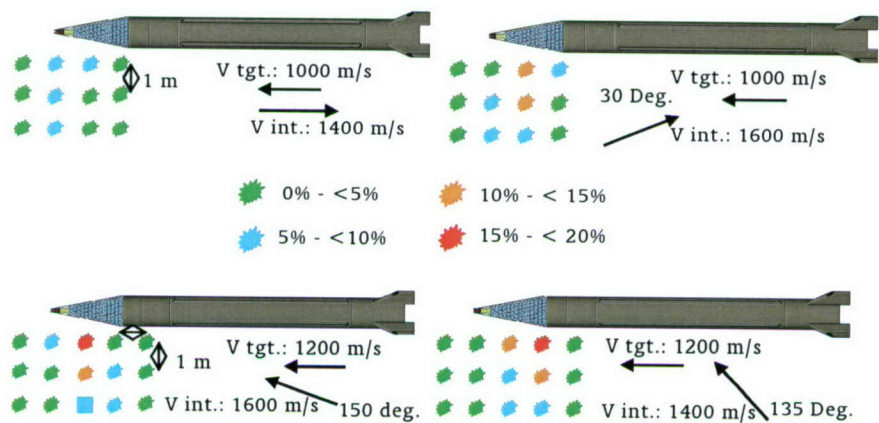 1 m
V tgt.: 1000 m/s
V int.: 1400 m/s
V tgt.: 1000 m/s
30 Deg.
V int.: 1600 m/s
0% - <5%
10% - < 15%
5% - <10%
15% - < 20%
V tgt.: 1200 m/s
1 m
V int.: 1600 m/s
150 deg.
V tgt.: 1200 m/s
V int.: 1400 m/s
135 Deg.